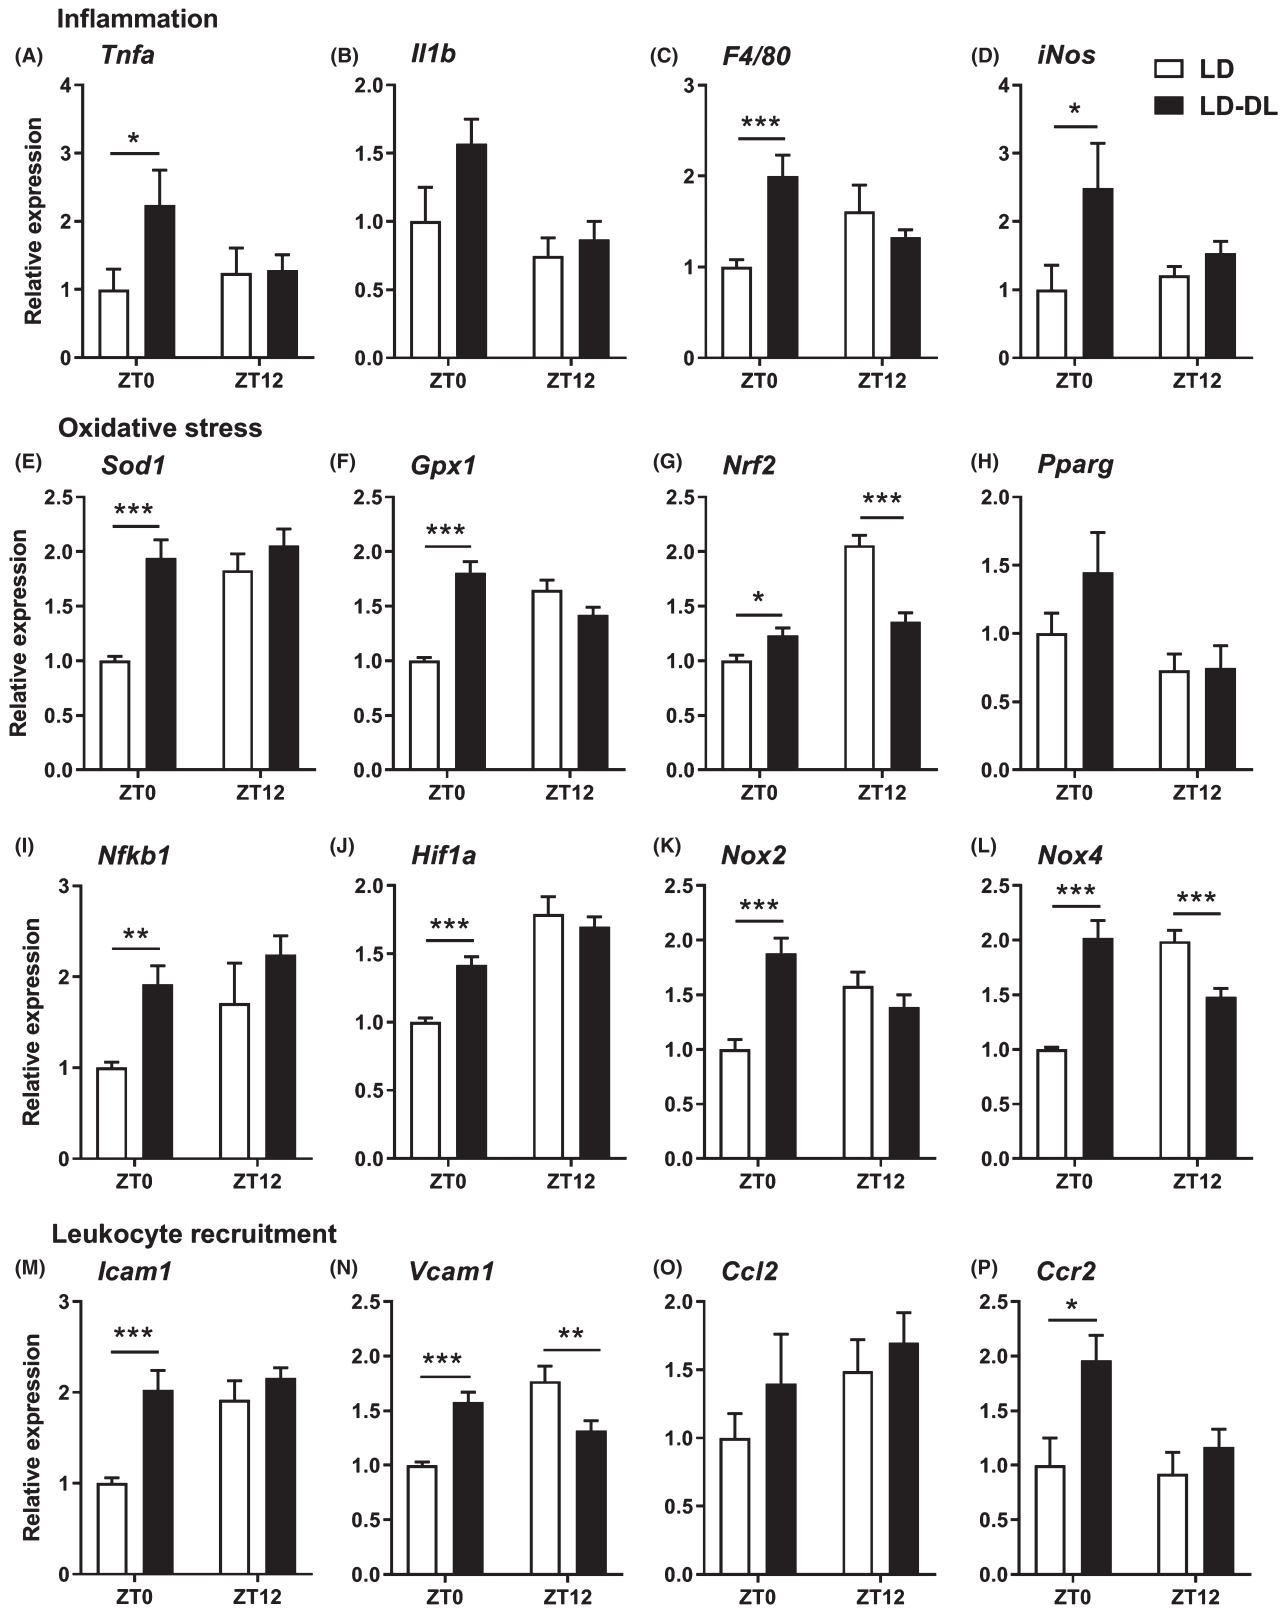 Inflammation
(A) Tnfa
(B) Il1b
(C) F4/80
(D) iNos
LD
LD-DL
Relative expression
4
3
2
1
0
*
ZT0 ZT12
2.0
1.5
1.0
0.5
0.0
ZT0 ZT12
3
2
1
0
***
ZT0 ZT12
4
3
2
1
0
*
ZT0 ZT12
Oxidative stress
(E) Sod1
(F) Gpx1
(G) Nrf2
(H) Pparg
Relative expression
2.5
2.0
1.5
1.0
0.5
0.0
***
ZT0 ZT12
2.5
2.0
1.5
1.0
0.5
0.0
***
ZT0 ZT12
2.5
2.0
1.5
1.0
0.5
0.0
*
***
ZT0 ZT12
2.0
1.5
1.0
0.5
0.0
ZT0 ZT12
(I) Nfkb1
(J) Hif1a
(K) Nox2
(L) Nox4
Relative expression
3
2
1
0
**
ZT0 ZT12
2.0
1.5
1.0
0.5
0.0
***
ZT0 ZT12
2.5
2.0
1.5
1.0
0.5
0.0
***
ZT0 ZT12
2.5
2.0
1.5
1.0
0.5
0.0
***
***
ZT0 ZT12
Leukocyte recruitment
(M) Icam1
(N) Vcam1
(O) Ccl2
(P) Ccr2
Relative expression
3
2
1
0
***
ZT0 ZT12
2.5
2.0
1.5
1.0
0.5
0.0
***
**
ZT0 ZT12
2.0
1.5
1.0
0.5
0.0
ZT0 ZT12
2.5
2.0
1.5
1.0
0.5
0.0
*
ZT0 ZT12